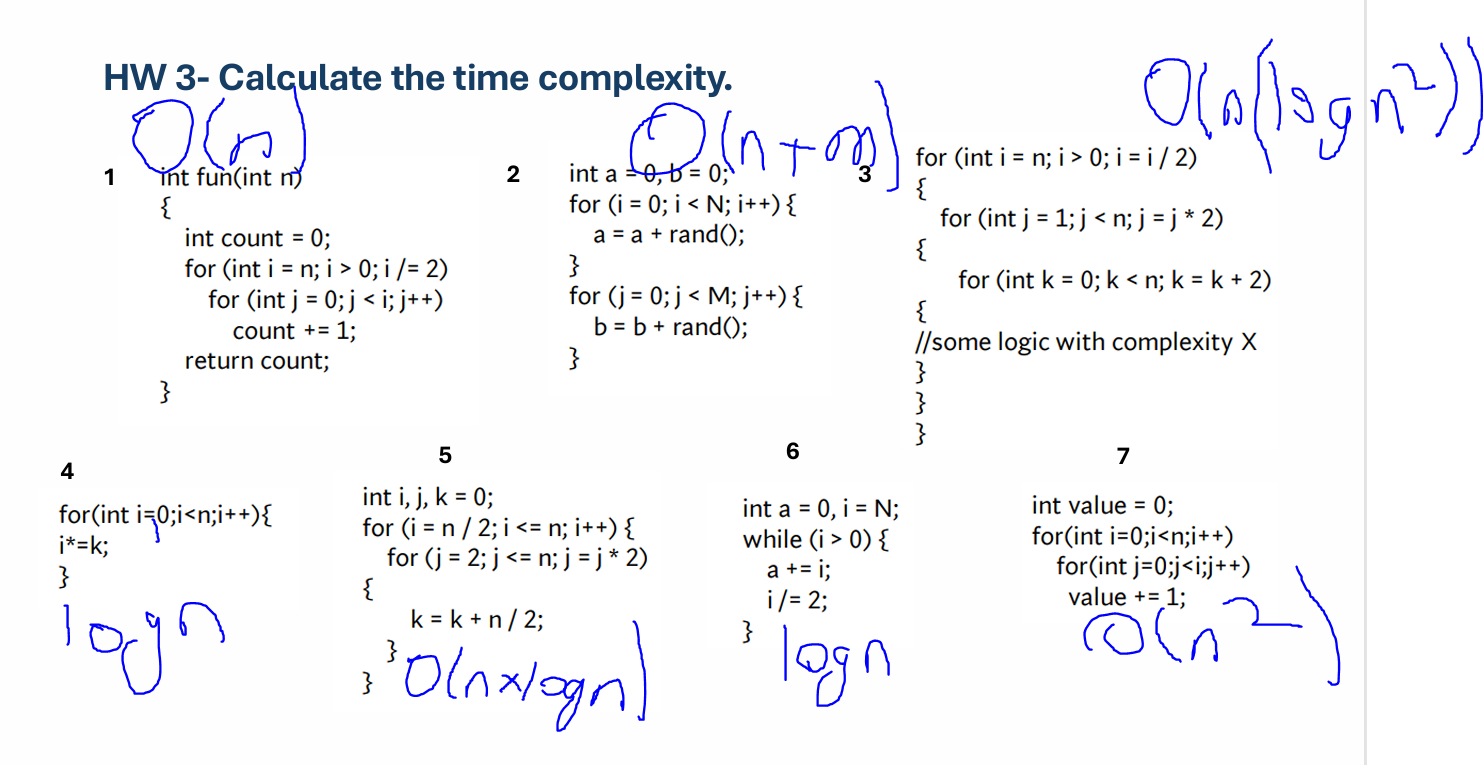 HW 3- Calculate the time complexity.
O(n)
1
int fun(int n)
{
int count = 0;
for (int i = n; i > 0; i /= 2)
for (int j = 0; j < i; j++)
count += 1;
return count;
}
O(n+m)
2
int a = 0, b = 0;
for (i = 0; i < N; i++) {
a = a + rand();
}
for (j = 0; j < M; j++) {
b = b + rand();
}
O(n(logn²))
3
for (int i = n; i > 0; i = i / 2)
{
for (int j = 1; j < n; j = j * 2)
{
for (int k = 0; k < n; k = k + 2)
{
//some logic with complexity X
}
}
}
4
for(int i=0;i<n;i++){
i*=k;
}
logn
5
int i, j, k = 0;
for (i = n / 2; i <= n; i++) {
for (j = 2; j <= n; j = j * 2)
{
k = k + n / 2;
}
}
O(nxlogn)
6
int a = 0, i = N;
while (i > 0) {
a += i;
i /= 2;
}
logn
7
int value = 0;
for(int i=0;i<n;i++)
for(int j=0;j<i;j++)
value += 1;
O(n²)